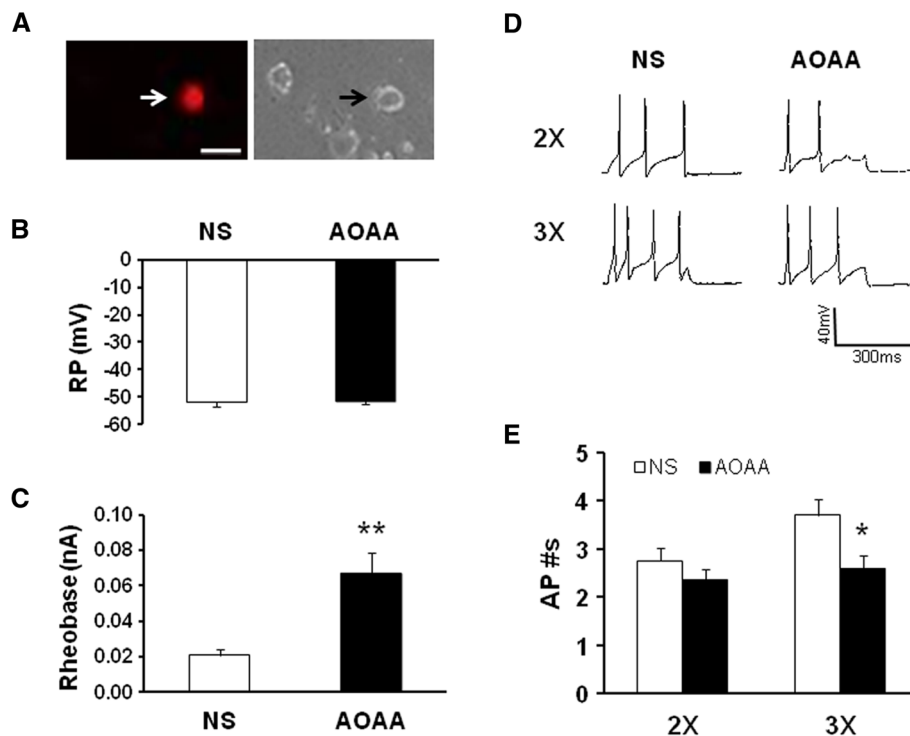 A
B
NS AOAA
0
-10
-20
-30
-40
-50
-60
RP (mV)
C
0.10
0.08
0.06
0.04
0.02
0.00
Rheobase (nA)
**
NS AOAA
D
NS AOAA
2X
3X
40mV
300ms
E
5
4
3
2
1
0
AP #s
NS AOAA
*
2X 3X